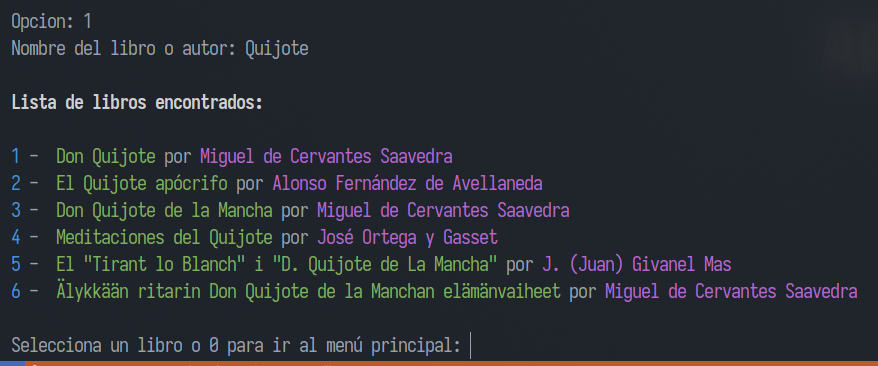 Opcion: 1
Nombre del libro o autor: Quijote
Lista de libros encontrados:
1 - Don Quijote por Miguel de Cervantes Saavedra
2 - El Quijote apócrifo por Alonso Fernández de Avellaneda
3 - Don Quijote de la Mancha por Miguel de Cervantes Saavedra
4 - Meditaciones del Quijote por José Ortega y Gasset
5 - El "Tirant lo Blanch" i "D. Quijote de La Mancha" por J. (Juan) Givanel Mas
6 - Älykkään ritarin Don Quijote de la Manchan elämänvaiheet por Miguel de Cervantes Saavedra
Selecciona un libro o 0 para ir al menú principal: